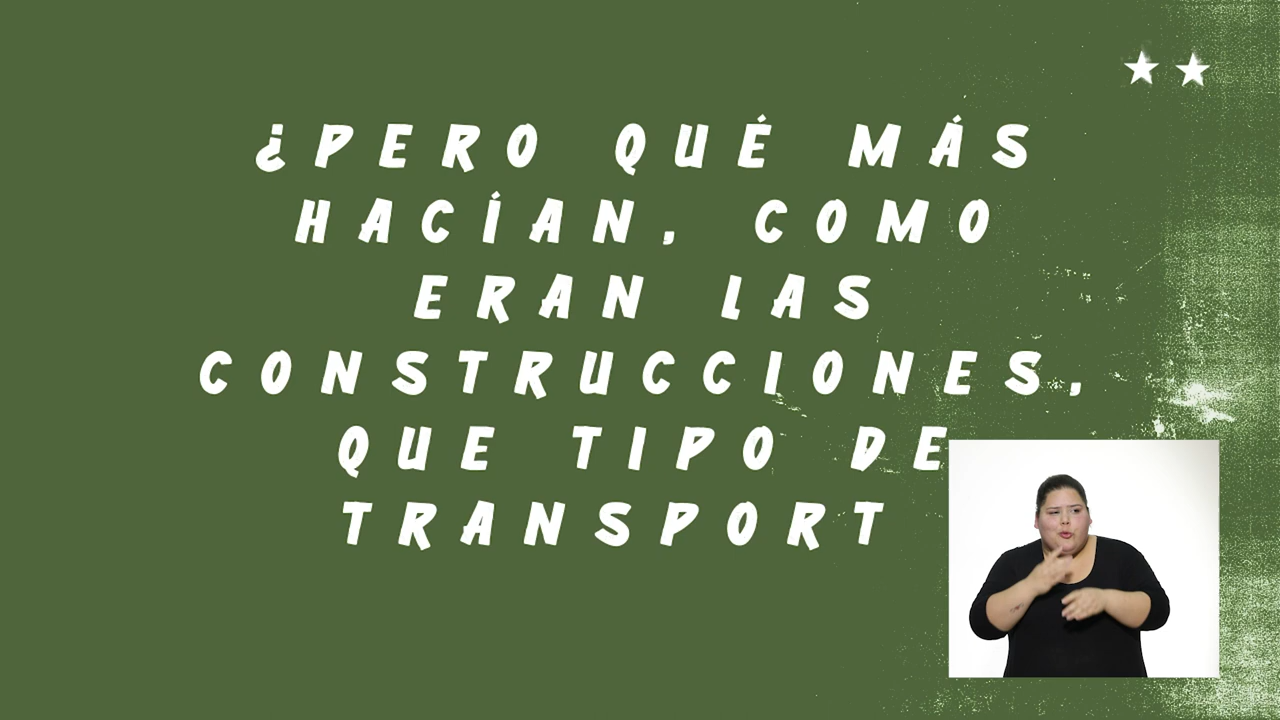 ¿PERO QUÉ MÁS
HACÍAN, COMO
ERAN LAS
CONSTRUCCIONES,
QUE TIPO DE
TRANSPORT